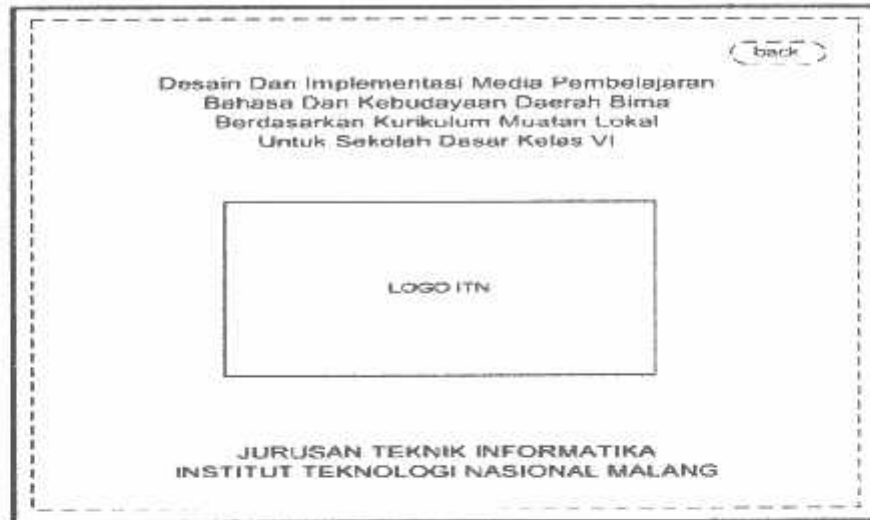 back
Desain Dan Implementasi Media Pembelajaran
Bahasa Dan Kebudayaan Daerah Bima
Berdasarkan Kurikulum Muatan Lokal
Untuk Sekolah Dasar Kelas VI
LOGO ITN
JURUSAN TEKNIK INFORMATIKA
INSTITUT TEKNOLOGI NASIONAL MALANG